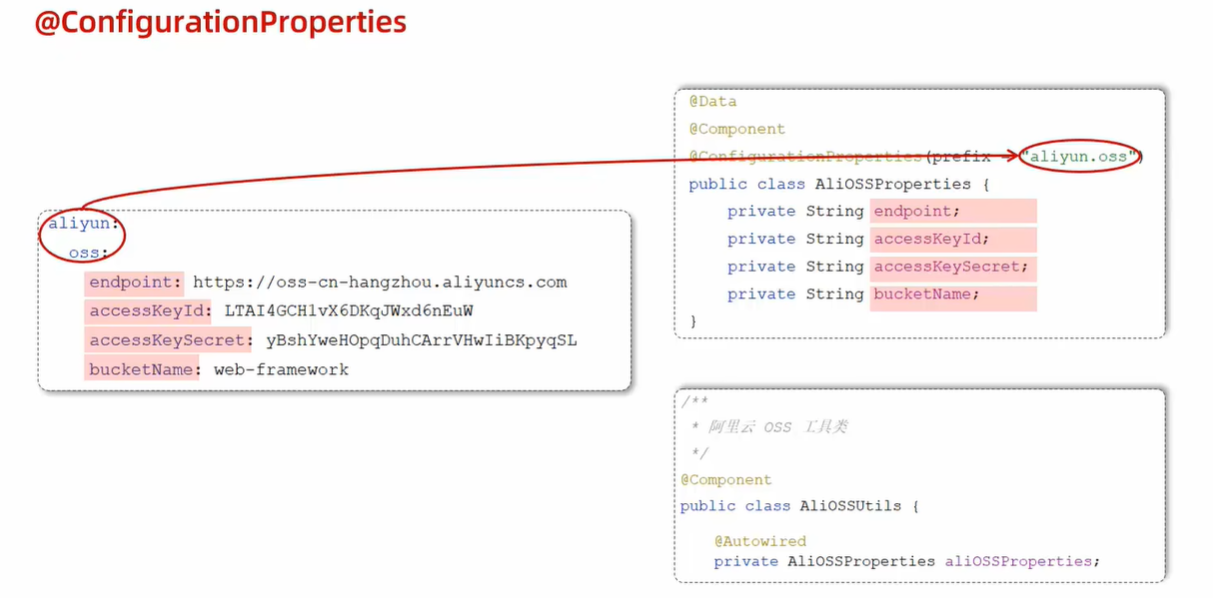 @ConfigurationProperties
aliyun:
oss:
endpoint: https://oss-cn-hangzhou.aliyuncs.com
accessKeyId: LTAI4GCH1vX6DKqJWxd6nEuW
accessKeySecret: yBshYweHOpqDuhCArrVHwIiBKpyqSL
bucketName: web-framework
@Data
@Component
@ConfigurationProperties(prefix = "aliyun.oss")
public class AliOSSProperties {
private String endpoint;
private String accessKeyId;
private String accessKeySecret;
private String bucketName;
}
/**
* 阿里云 OSS 工具类
*/
@Component
public class AliOSSUtils {
@Autowired
private AliOSSProperties aliOSSProperties;